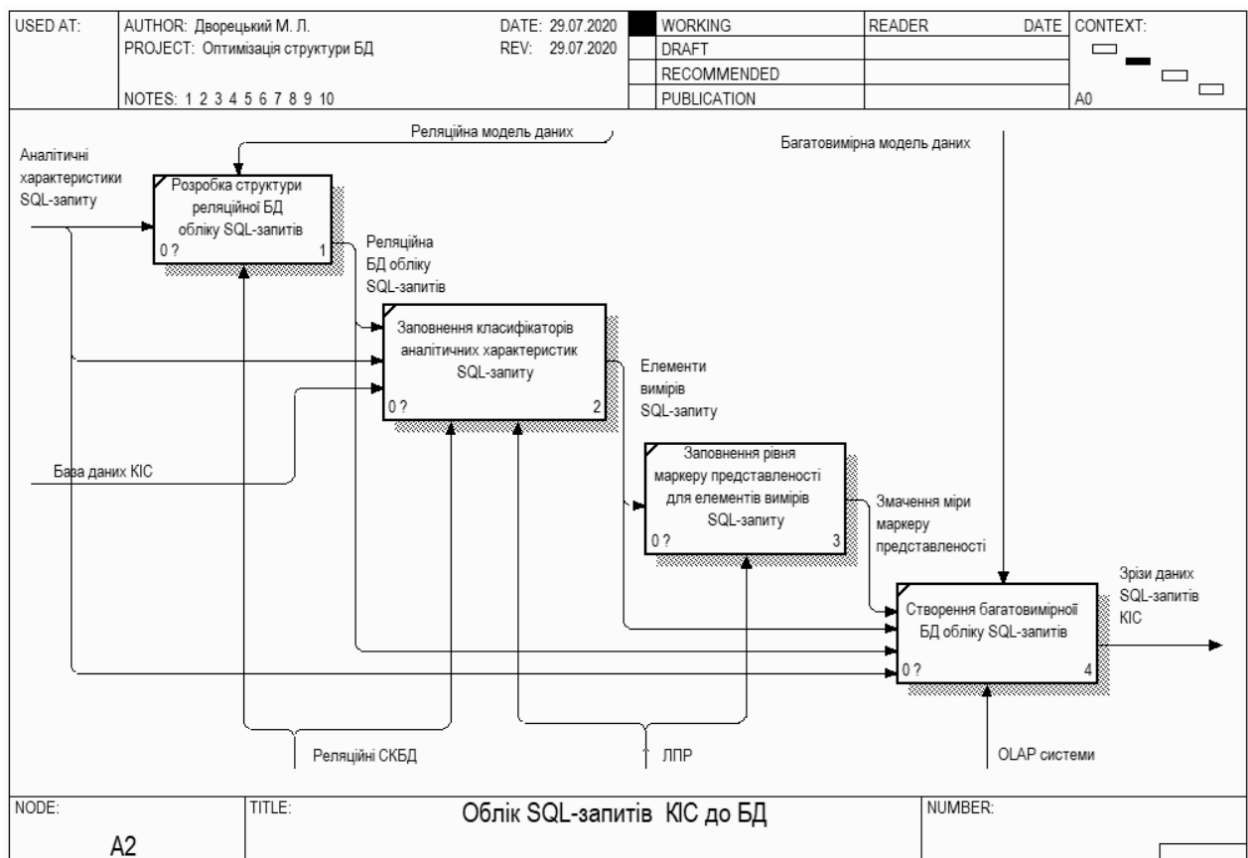 USED AT:
AUTHOR: Дворецький М. Л.
DATE: 29.07.2020
PROJECT: Оптимізація структури БД
REV: 29.07.2020
NOTES: 1 2 3 4 5 6 7 8 9 10
WORKING
DRAFT
RECOMMENDED
PUBLICATION
READER
DATE
CONTEXT:
A0
Реляційна модель даних
Багатовимірна модель даних
Аналітичні
характеристики
SQL-запиту
Розробка структури
реляційної БД
обліку SQL-запитів
0 ?
1
Реляційна
БД обліку
SQL-запитів
Заповнення класифікаторів
аналітичних характеристик
SQL-запиту
0 ?
2
Елементи
вимірів
SQL-запиту
База даних КІС
Заповнення рівня
маркеру представленості
для елементів вимірів
SQL-запиту
0 ?
3
Змачення міри
маркеру
представленості
Створення багатовимірної
БД обліку SQL-запитів
0 ?
4
Зрізи даних
SQL-запитів
КІС
Реляційні СКБД
ЛПР
OLAP системи
NODE:
A2
TITLE:
Облік SQL-запитів КІС до БД
NUMBER: